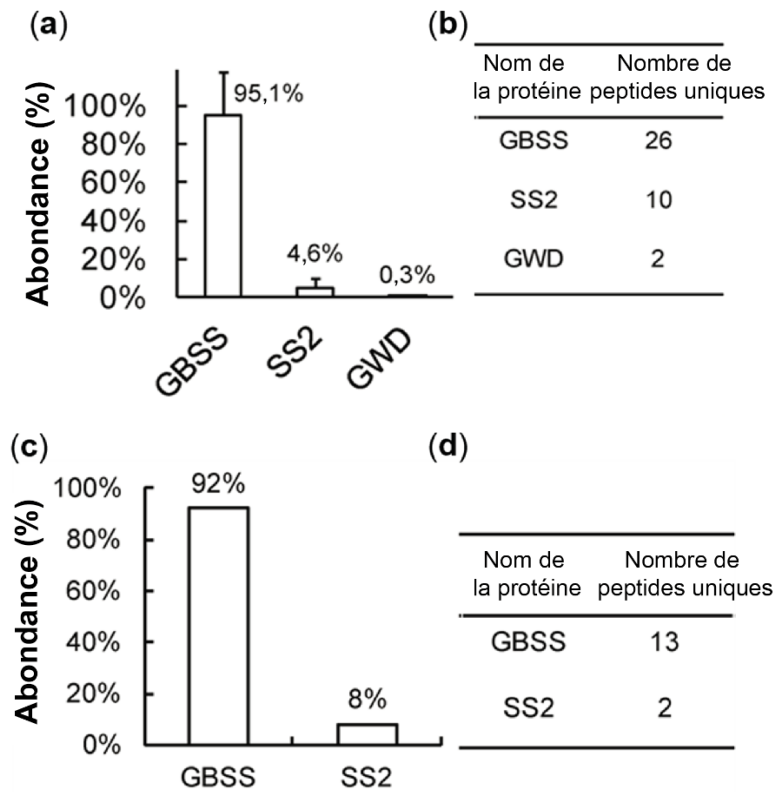 (a)
Abondance (%)
100%
80%
60%
40%
20%
0%
95,1%
4,6%
0,3%
GBSS
SS2
GWD
(b)
Nom de la protéine
Nombre de peptides uniques
GBSS 26
SS2 10
GWD 2
(c)
Abondance (%)
100%
80%
60%
40%
20%
0%
92%
8%
GBSS
SS2
(d)
Nom de la protéine
Nombre de peptides uniques
GBSS 13
SS2 2